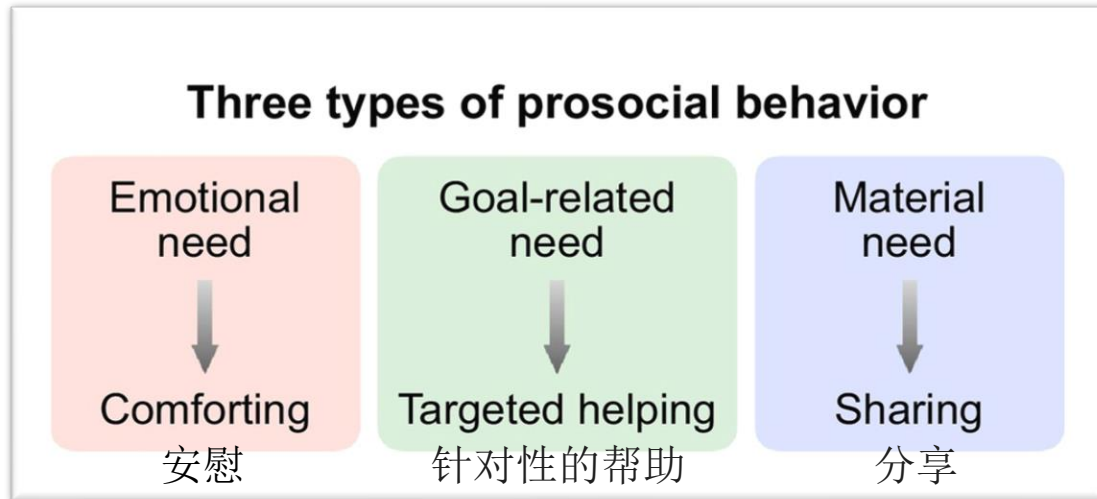 Three types of prosocial behavior
Emotional
need
Comforting
安慰
Goal-related
need
Targeted helping
针对性的帮助
Material
need
Sharing
分享